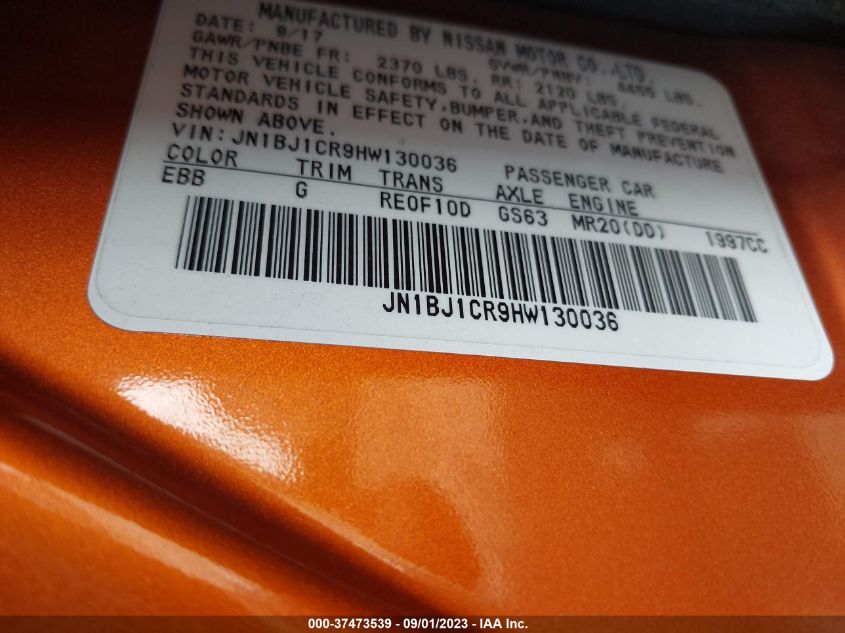 MANUFACTURED BY NISSAN MOTOR CO.,LTD.
DATE: 9/17 GVWR/PNBV: 4455 LBS.
GAWR/PNBE FR: 2370 LBS. RR: 2120 LBS.
THIS VEHICLE CONFORMS TO ALL APPLICABLE FEDERAL
MOTOR VEHICLE SAFETY, BUMPER, AND THEFT PREVENTION
STANDARDS IN EFFECT ON THE DATE OF MANUFACTURE
SHOWN ABOVE.
VIN: JN1BJ1CR9HW130036 PASSENGER CAR
COLOR TRIM TRANS AXLE ENGINE
EBB G RE0F10D GS63 MR20(DD) 1997CC
JN1BJ1CR9HW130036
000-37473539 - 09/01/2023 - IAA Inc.